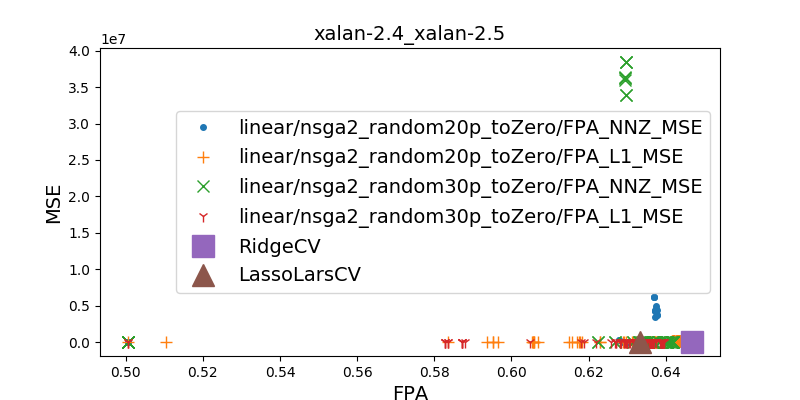 xalan-2.4_xalan-2.5
1e7
4.0
3.5
3.0
2.5
2.0
1.5
1.0
0.5
0.0
MSE
linear/nsga2_random20p_toZero/FPA_NNZ_MSE
linear/nsga2_random20p_toZero/FPA_L1_MSE
linear/nsga2_random30p_toZero/FPA_NNZ_MSE
linear/nsga2_random30p_toZero/FPA_L1_MSE
RidgeCV
LassoLarsCV
0.50 0.52 0.54 0.56 0.58 0.60 0.62 0.64
FPA